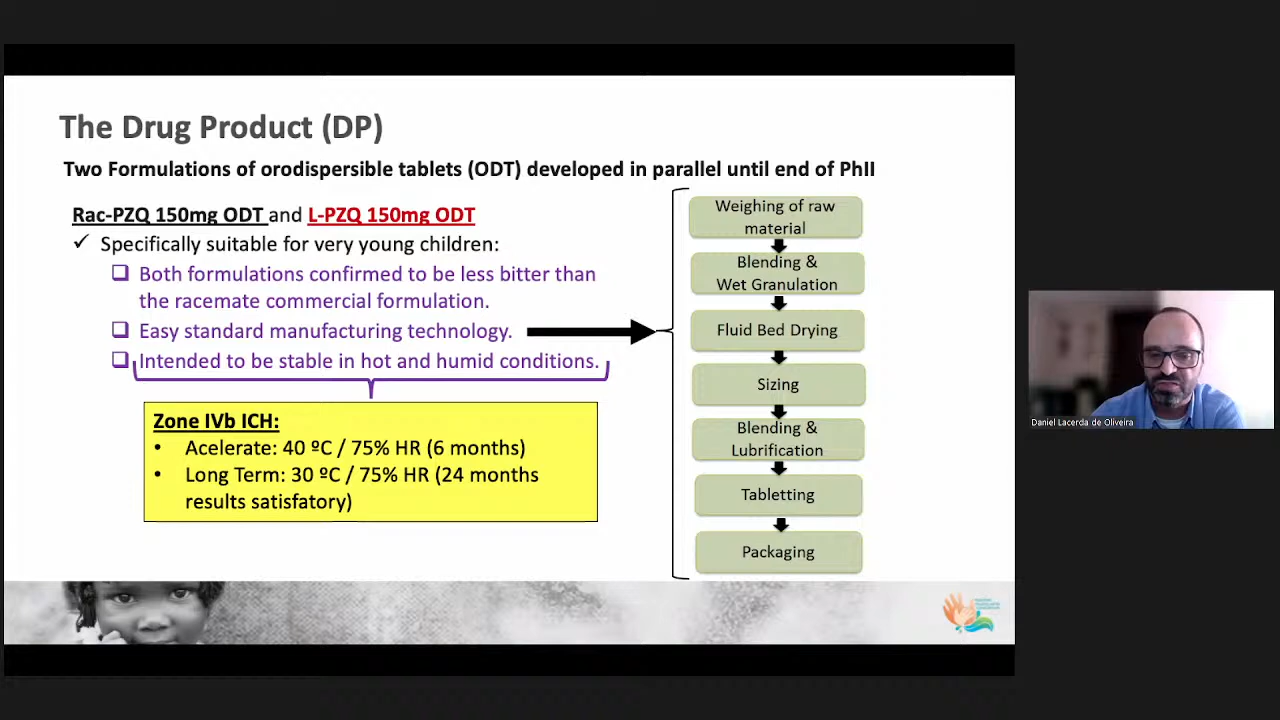 The Drug Product (DP)
Two Formulations of orodispersible tablets (ODT) developed in parallel until end of PhII
Rac-PZQ 150mg ODT and L-PZQ 150mg ODT
✓ Specifically suitable for very young children:
❑ Both formulations confirmed to be less bitter than
the racemate commercial formulation.
❑ Easy standard manufacturing technology.
❑ Intended to be stable in hot and humid conditions.
Zone IVb ICH:
• Acelerate: 40 ºC / 75% HR (6 months)
• Long Term: 30 ºC / 75% HR (24 months
results satisfatory)
Weighing of raw
material
Blending &
Wet Granulation
Fluid Bed Drying
Sizing
Blending &
Lubrification
Tabletting
Packaging
Daniel Lacerda de Oliveira